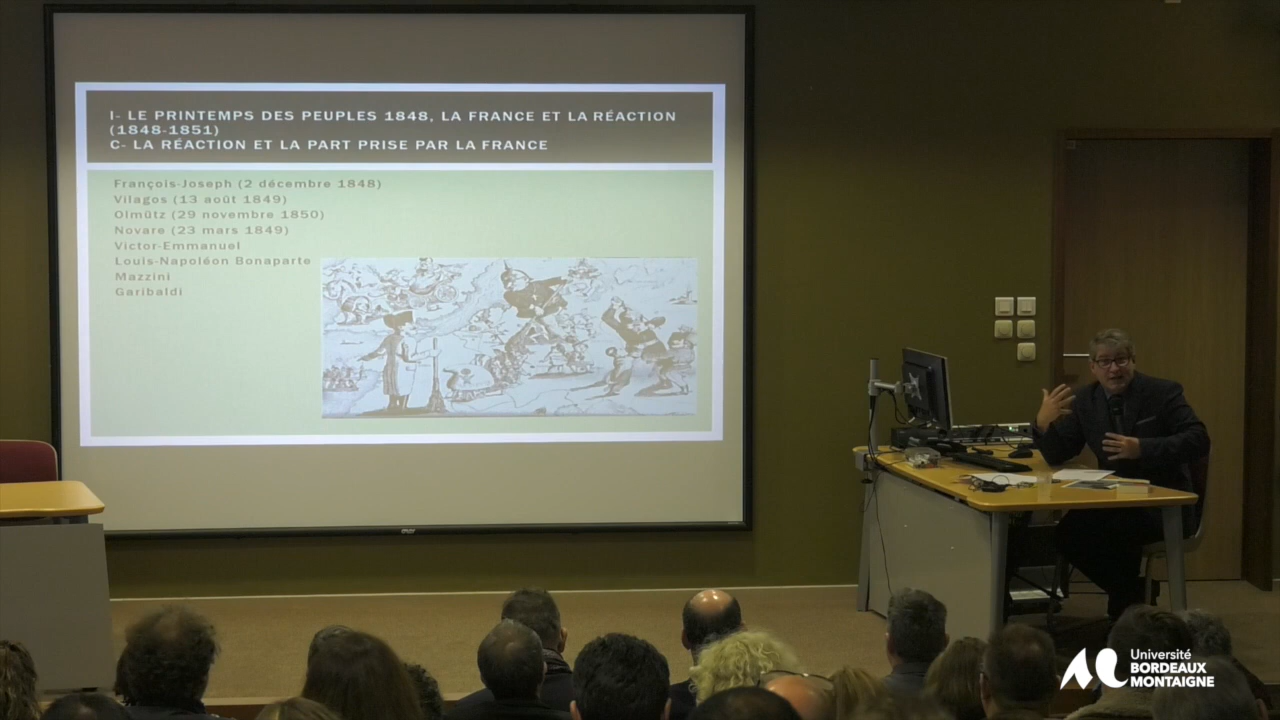 I- LE PRINTEMPS DES PEUPLES 1848, LA FRANCE ET LA RÉACTION
(1848-1851)
C- LA RÉACTION ET LA PART PRISE PAR LA FRANCE
François-Joseph (2 décembre 1848)
Vilagos (13 août 1849)
Olmütz (29 novembre 1850)
Novare (23 mars 1849)
Victor-Emmanuel
Louis-Napoléon Bonaparte
Mazzini
Garibaldi
Université
BORDEAUX
MONTAIGNE